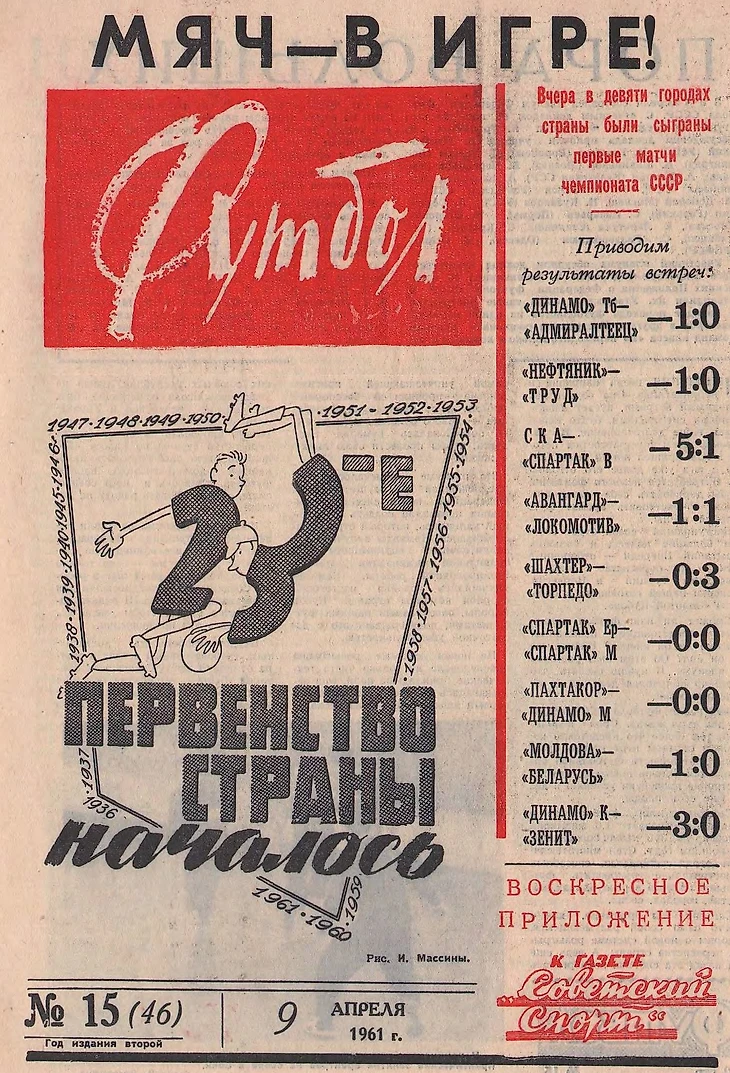 МЯЧ—В ИГРЕ!
Футбол
Вчера в девяти городах
страны были сыграны
первые матчи
чемпионата СССР
Приводим
результаты встреч:
«ДИНАМО» Тб—
«АДМИРАЛТЕЕЦ» —1:0
«НЕФТЯНИК»—
«ТРУД» —1:0
СКА—
«СПАРТАК» В —5:1
«АВАНГАРД»—
«ЛОКОМОТИВ» —1:1
«ШАХТЕР»—
«ТОРПЕДО» —0:3
«СПАРТАК» Ер—
«СПАРТАК» М —0:0
«ПАХТАКОР»—
«ДИНАМО» М —0:0
«МОЛДОВА»—
«БЕЛАРУСЬ» —1:0
«ДИНАМО» К—
«ЗЕНИТ» —3:0
1936
·1937·
1938·1939·1940·1945·1946·
1947·1948·1949·1950·
·1951-1952·1953
·1958·1957·1956·1955·1954·
23-Е
ПЕРВЕНСТВО
СТРАНЫ
началось
1961·1960
·1959
Рис. И. Массины.
ВОСКРЕСНОЕ
ПРИЛОЖЕНИЕ
К ГАЗЕТЕ
„Советский
Спорт“
№ 15 (46)
Год издания второй
9 АПРЕЛЯ
1961 г.